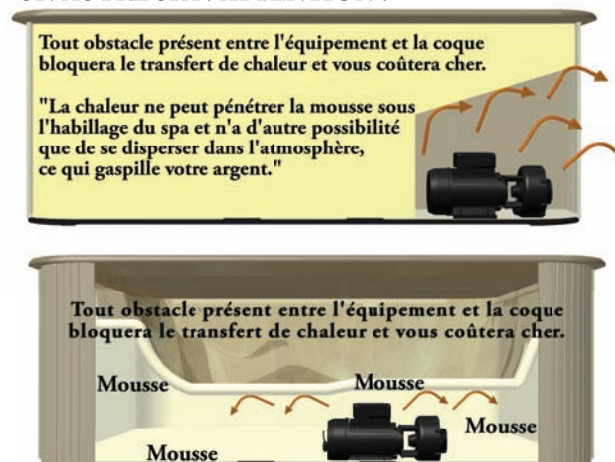 Tout obstacle présent entre l'équipement et la coque
bloquera le transfert de chaleur et vous coûtera cher.
"La chaleur ne peut pénétrer la mousse sous
l'habillage du spa et n'a d'autre possibilité
que de se disperser dans l'atmosphère,
ce qui gaspille votre argent."
Tout obstacle présent entre l'équipement et la coque
bloquera le transfert de chaleur et vous coûtera cher.
Mousse
Mousse
Mousse
Mousse